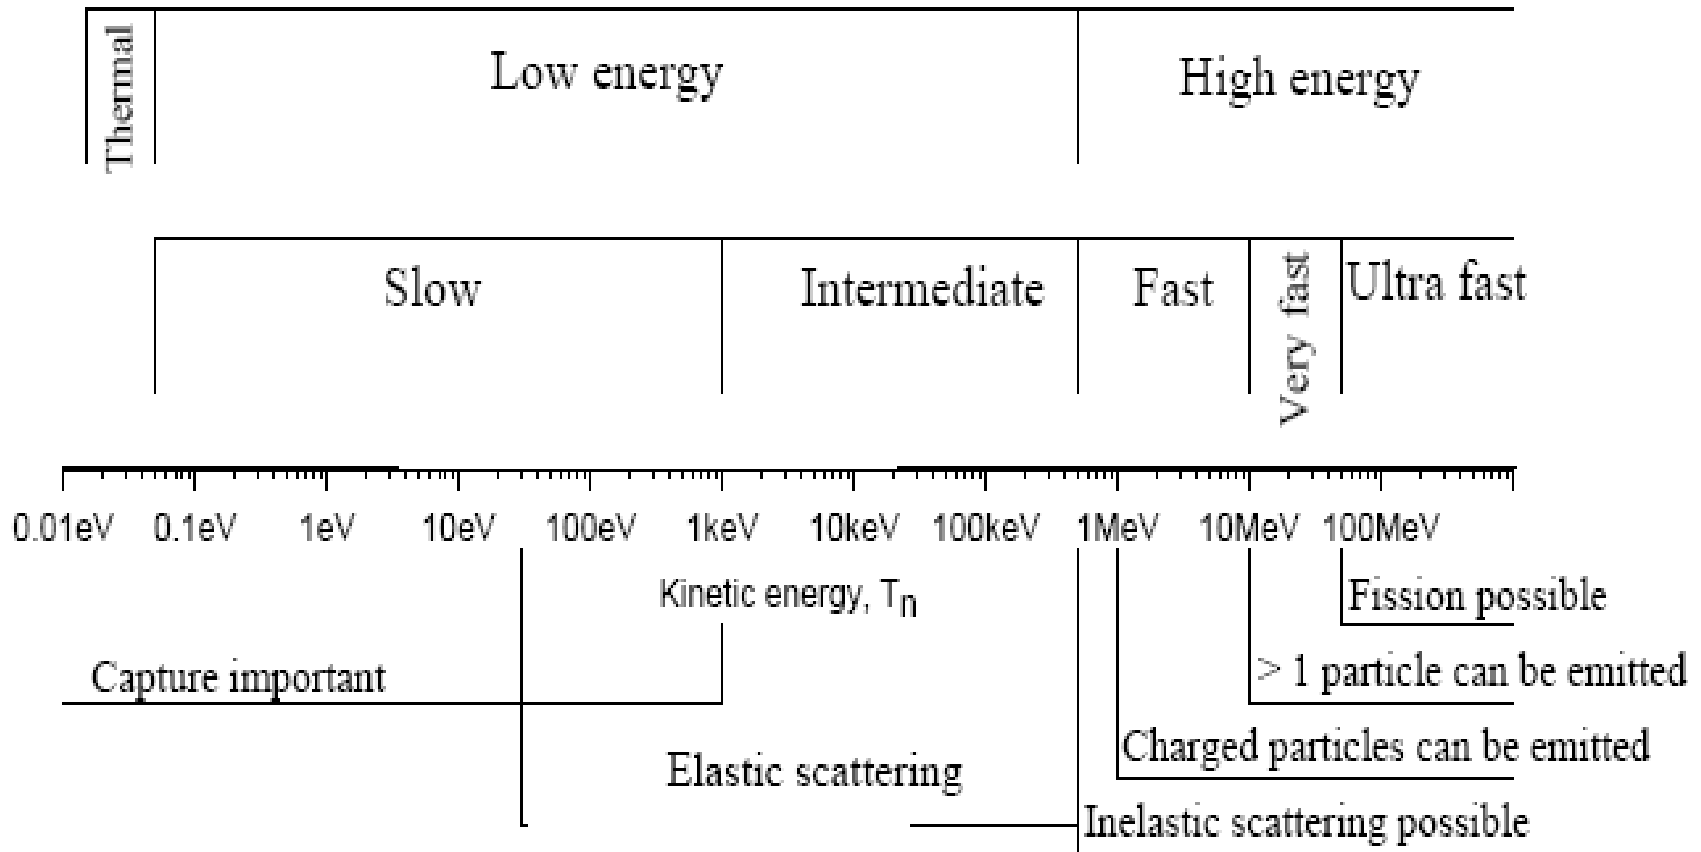 Thermal
Low energy
High energy
Slow
Intermediate
Fast
Very fast
Ultra fast
0.01eV 0.1eV 1eV 10eV 100eV 1keV 10keV 100keV 1MeV 10MeV 100MeV
Kinetic energy, Tn
Fission possible
Capture important
> 1 particle can be emitted
Charged particles can be emitted
Elastic scattering
Inelastic scattering possible